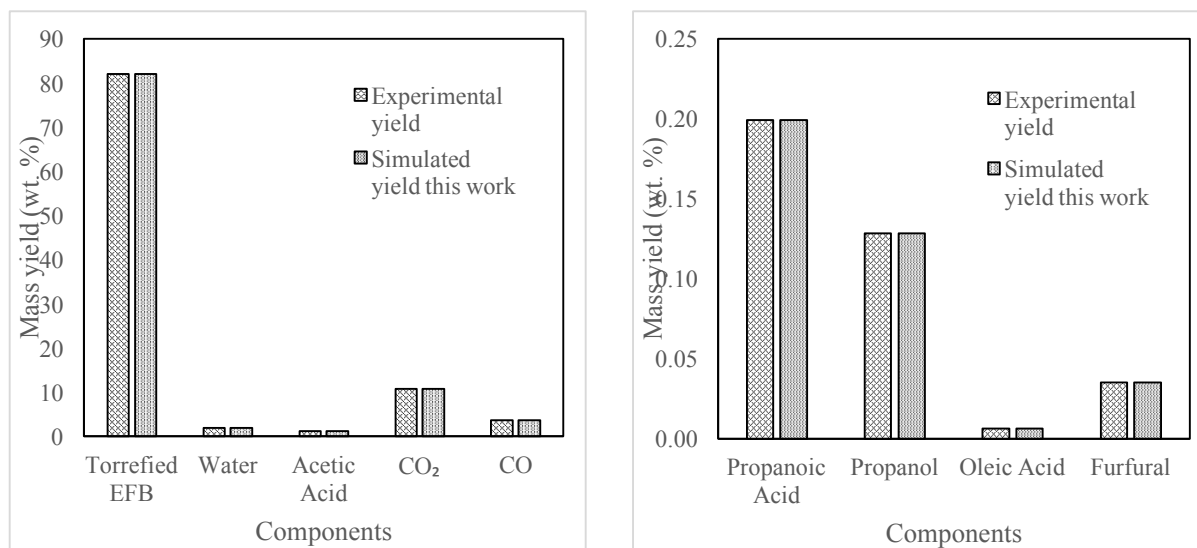 90
80
70
60
50
40
30
20
10
0
Mass yield (wt. %)
Experimental
yield
Simulated
yield this work
Torrefied
EFB
Water
Acetic
Acid
CO₂
CO
Components
0.25
0.20
0.15
0.10
0.05
0.00
Mass yield (wt. %)
Experimental
yield
Simulated
yield this work
Propanoic
Acid
Propanol
Oleic Acid
Furfural
Components